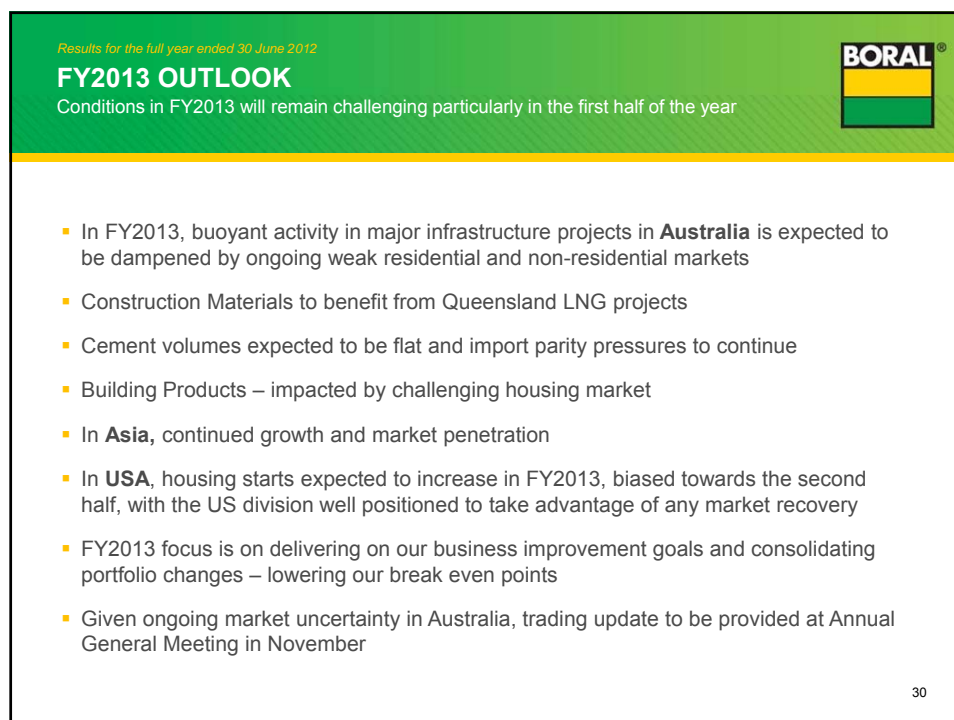 Results for the full year ended 30 June 2012
FY2013 OUTLOOK
Conditions in FY2013 will remain challenging particularly in the first half of the year
BORAL®
▪ In FY2013, buoyant activity in major infrastructure projects in Australia is expected to
be dampened by ongoing weak residential and non-residential markets
▪ Construction Materials to benefit from Queensland LNG projects
▪ Cement volumes expected to be flat and import parity pressures to continue
▪ Building Products – impacted by challenging housing market
▪ In Asia, continued growth and market penetration
▪ In USA, housing starts expected to increase in FY2013, biased towards the second
half, with the US division well positioned to take advantage of any market recovery
▪ FY2013 focus is on delivering on our business improvement goals and consolidating
portfolio changes – lowering our break even points
▪ Given ongoing market uncertainty in Australia, trading update to be provided at Annual
General Meeting in November
30